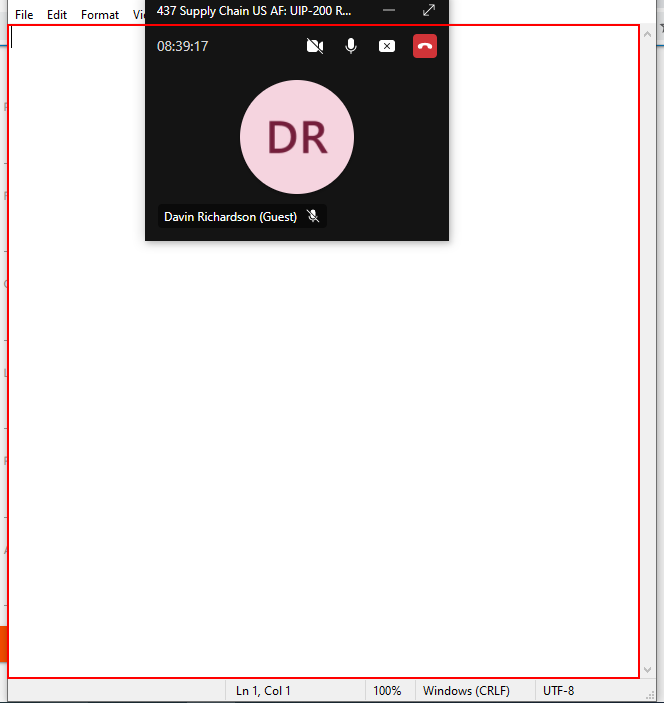 437 Supply Chain US AF: UIP-200 R...
File Edit Format
08:39:17
DR
Davin Richardson (Guest)
Ln 1, Col 1 100% Windows (CRLF) UTF-8